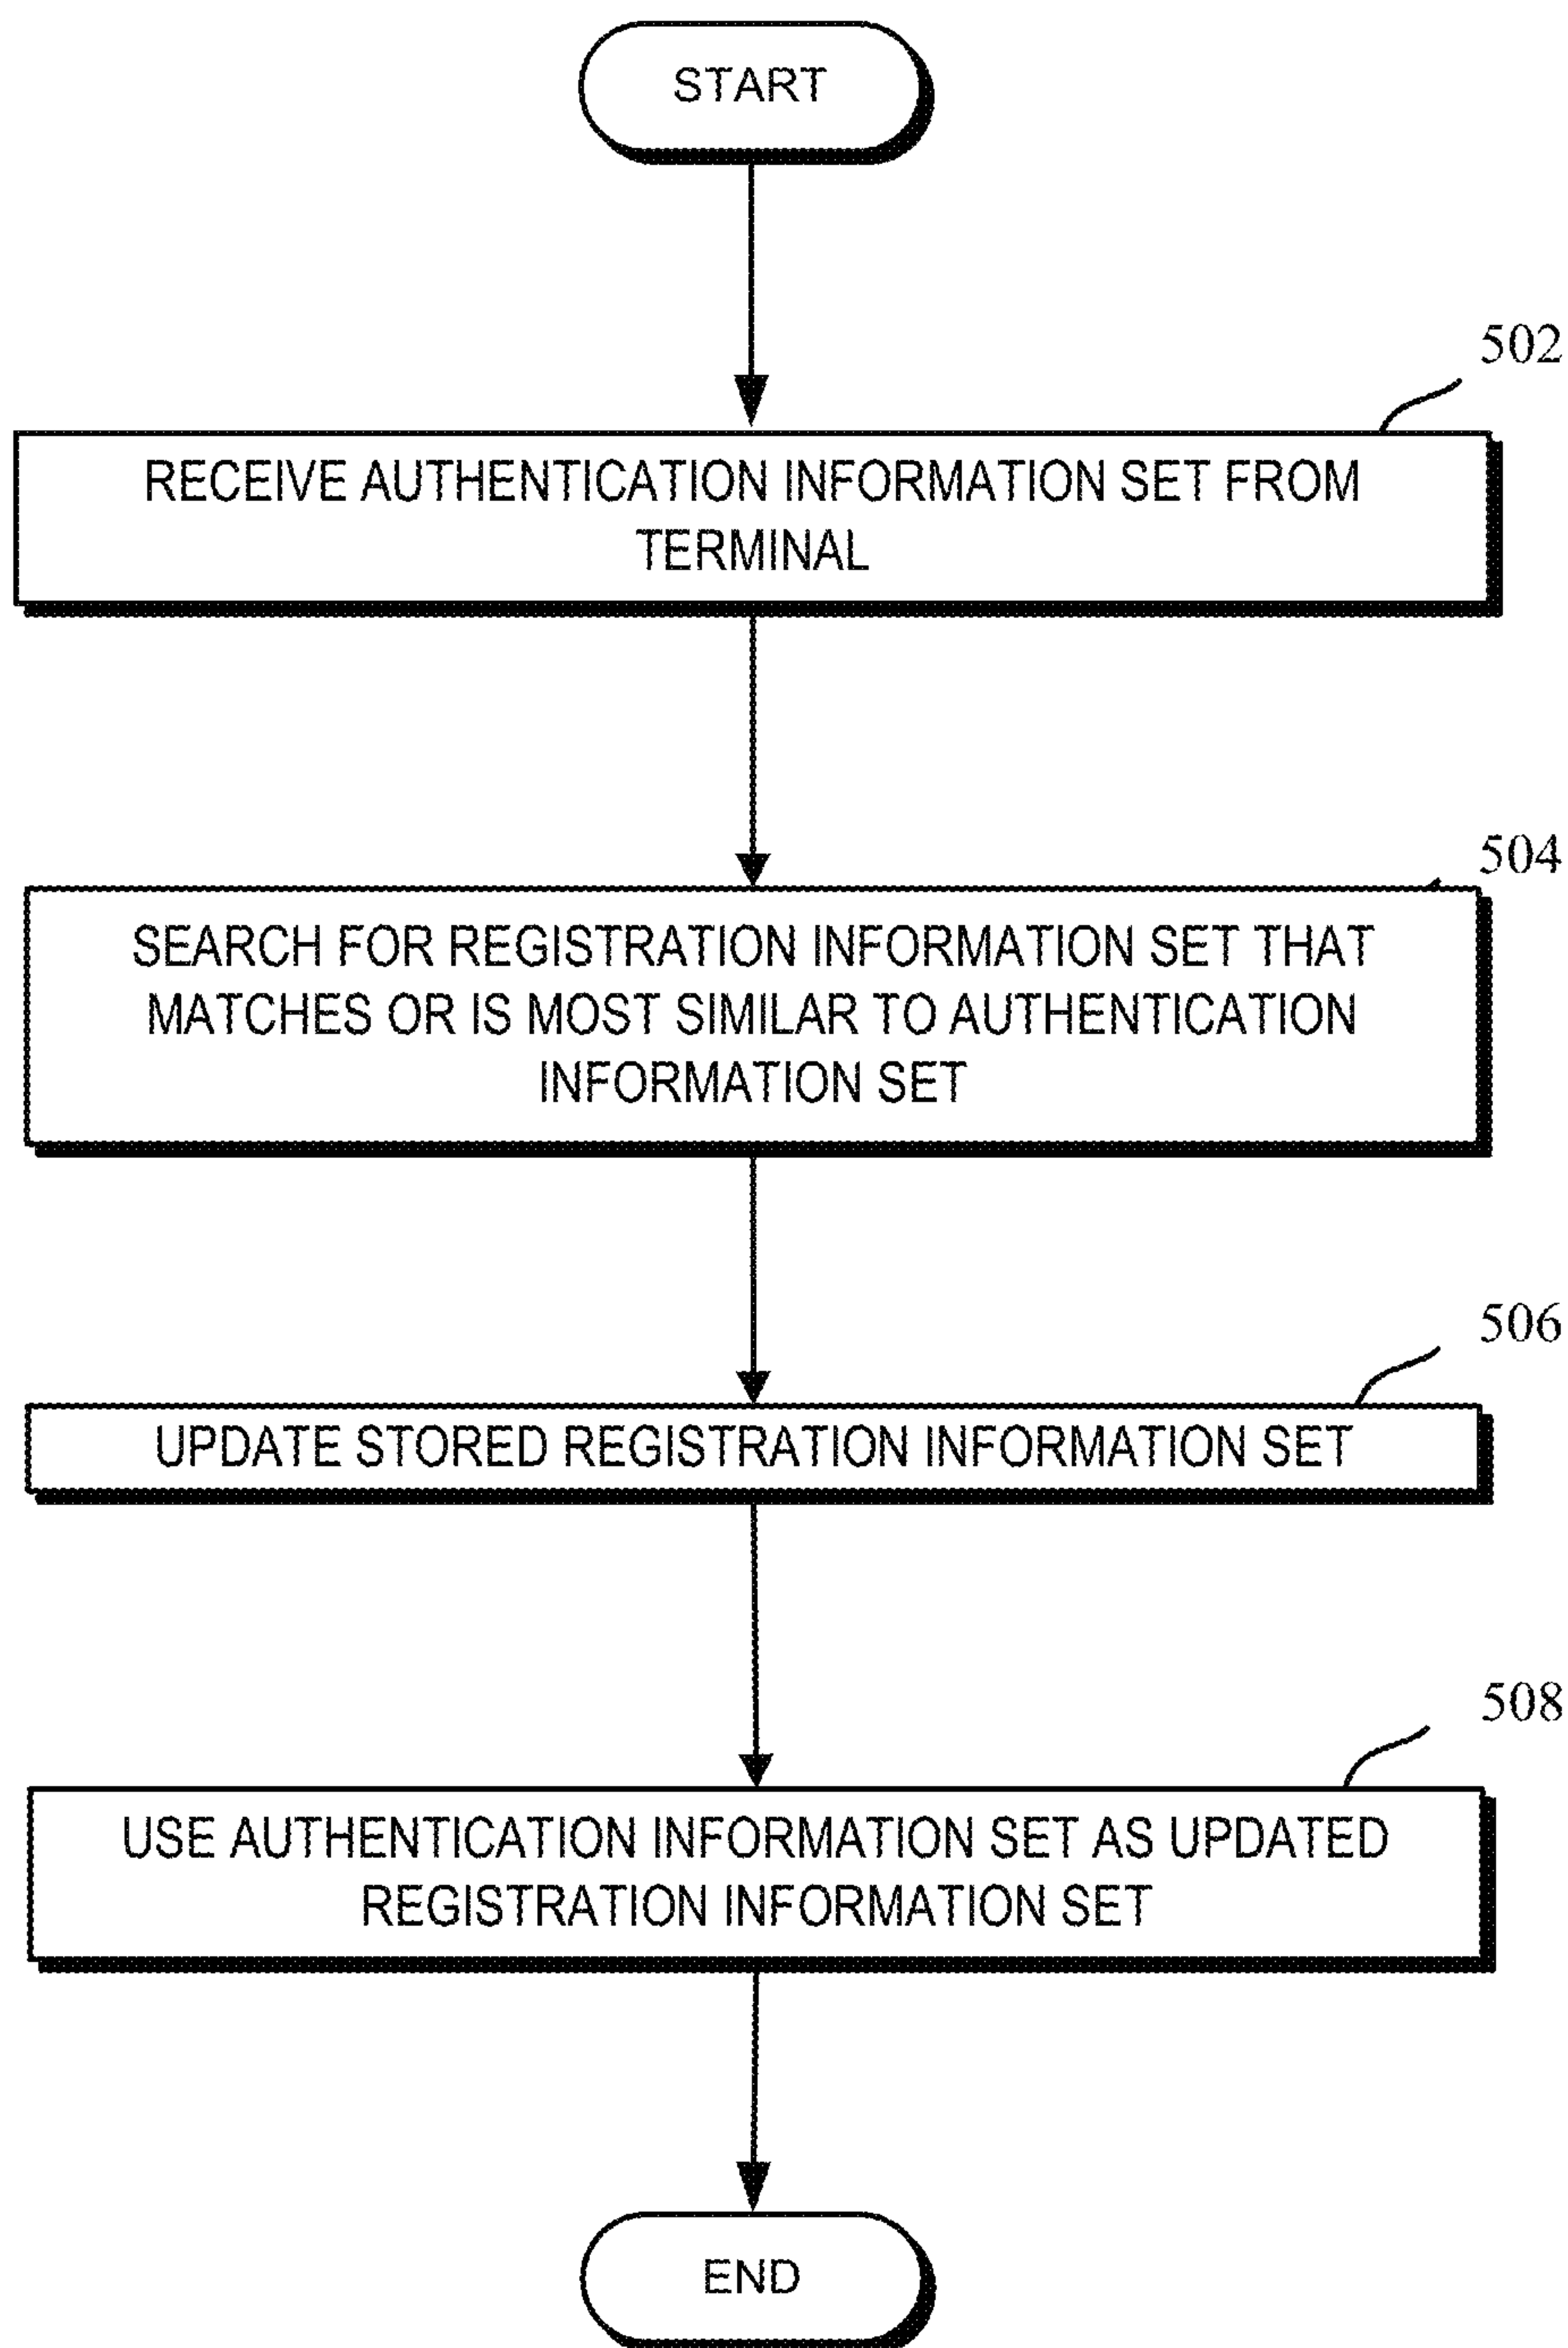 START
502
RECEIVE AUTHENTICATION INFORMATION SET FROM
TERMINAL
504
SEARCH FOR REGISTRATION INFORMATION SET THAT
MATCHES OR IS MOST SIMILAR TO AUTHENTICATION
INFORMATION SET
506
UPDATE STORED REGISTRATION INFORMATION SET
508
USE AUTHENTICATION INFORMATION SET AS UPDATED
REGISTRATION INFORMATION SET
END